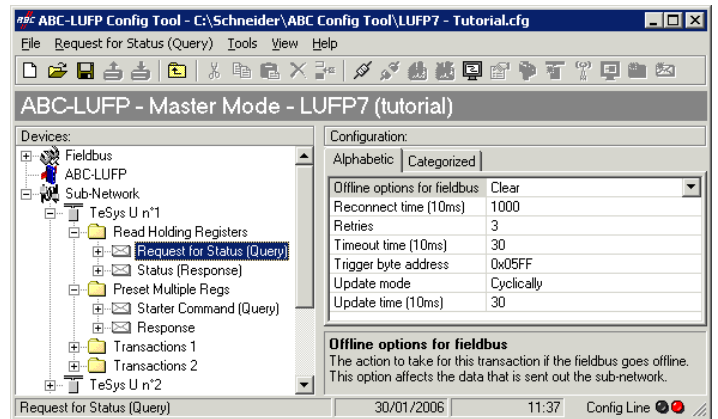 ABC-LUFP Config Tool - C:\Schneider\ABC Config Tool\LUFP7 - Tutorial.cfg
File Request for Status (Query) Tools View Help
ABC-LUFP - Master Mode - LUFP7 (tutorial)
Devices:
Fieldbus
ABC-LUFP
Sub-Network
TeSys U n°1
Read Holding Registers
Request for Status (Query)
Status (Response)
Preset Multiple Regs
Starter Command (Query)
Response
Transactions 1
Transactions 2
TeSys U n°2
Configuration:
Alphabetic Categorized
Offline options for fieldbus Clear
Reconnect time (10ms) 1000
Retries 3
Timeout time (10ms) 30
Trigger byte address 0x05FF
Update mode Cyclically
Update time (10ms) 30
Offline options for fieldbus
The action to take for this transaction if the fieldbus goes offline.
This option affects the data that is sent out the sub-network.
Request for Status (Query) 30/01/2006 11:37 Config Line